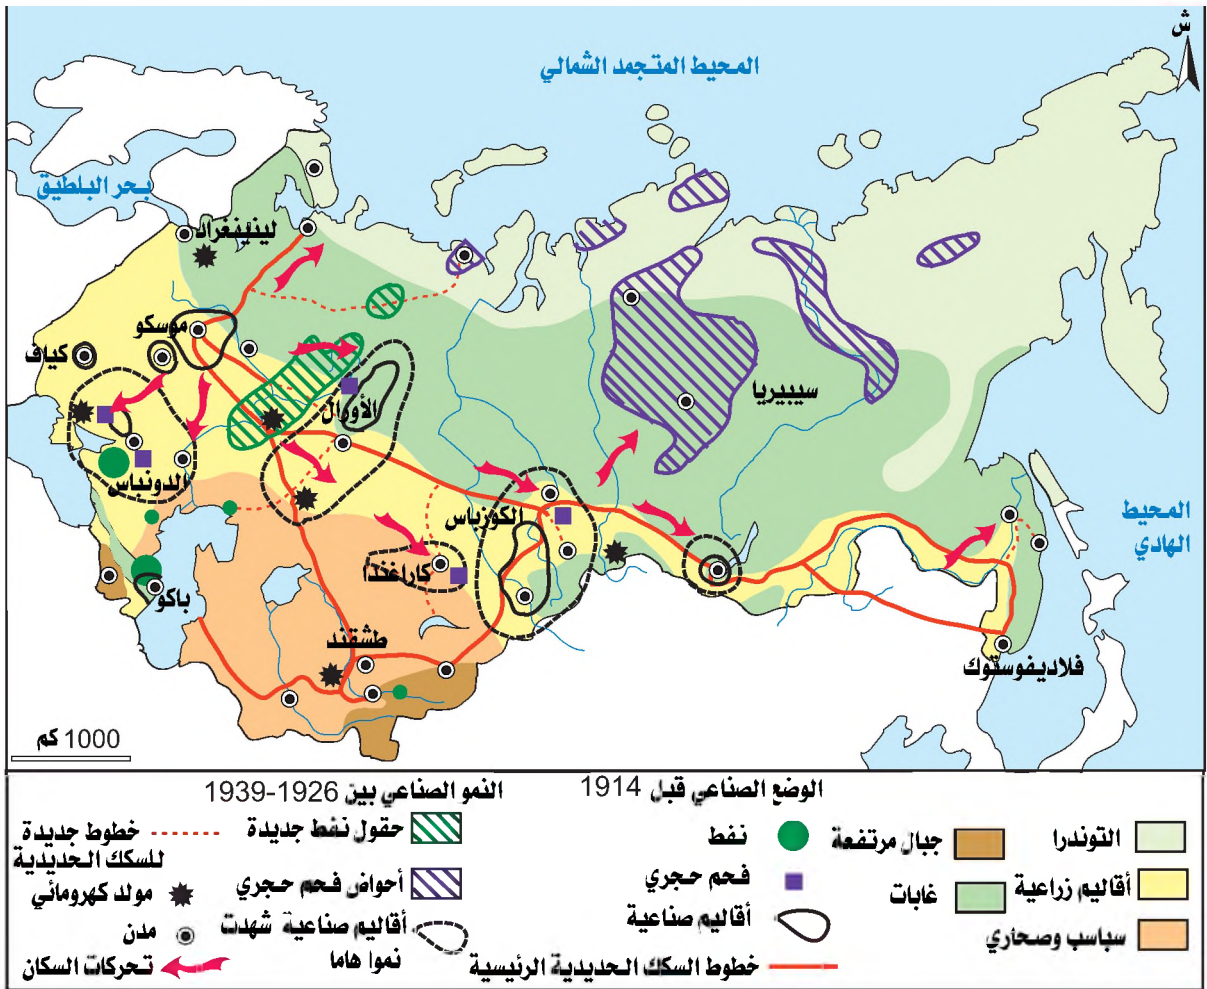 ش
المحيط المتجمد الشمالي
بحر البلطيق
لينينغراد
موسكو
كياف
سيبيريا
الأورال
الدونباس
الكوزباس
المحيط
الهادي
كاراغندا
باكو
طشقند
فلاديفوستوك
1000 كم
الوضع الصناعي قبل 1914
النمو الصناعي بين 1926-1939
التوندرا
جبال مرتفعة
نفط
حقول نفط جديدة
خطوط جديدة
للسكك الحديدية
أقاليم زراعية
غابات
فحم حجري
أحواض فحم حجري
مولد كهرومائي
سباسب وصحاري
أقاليم صناعية
أقاليم صناعية شهدت
نموا هاما
مدن
خطوط السكك الحديدية الرئيسية
تحركات السكان